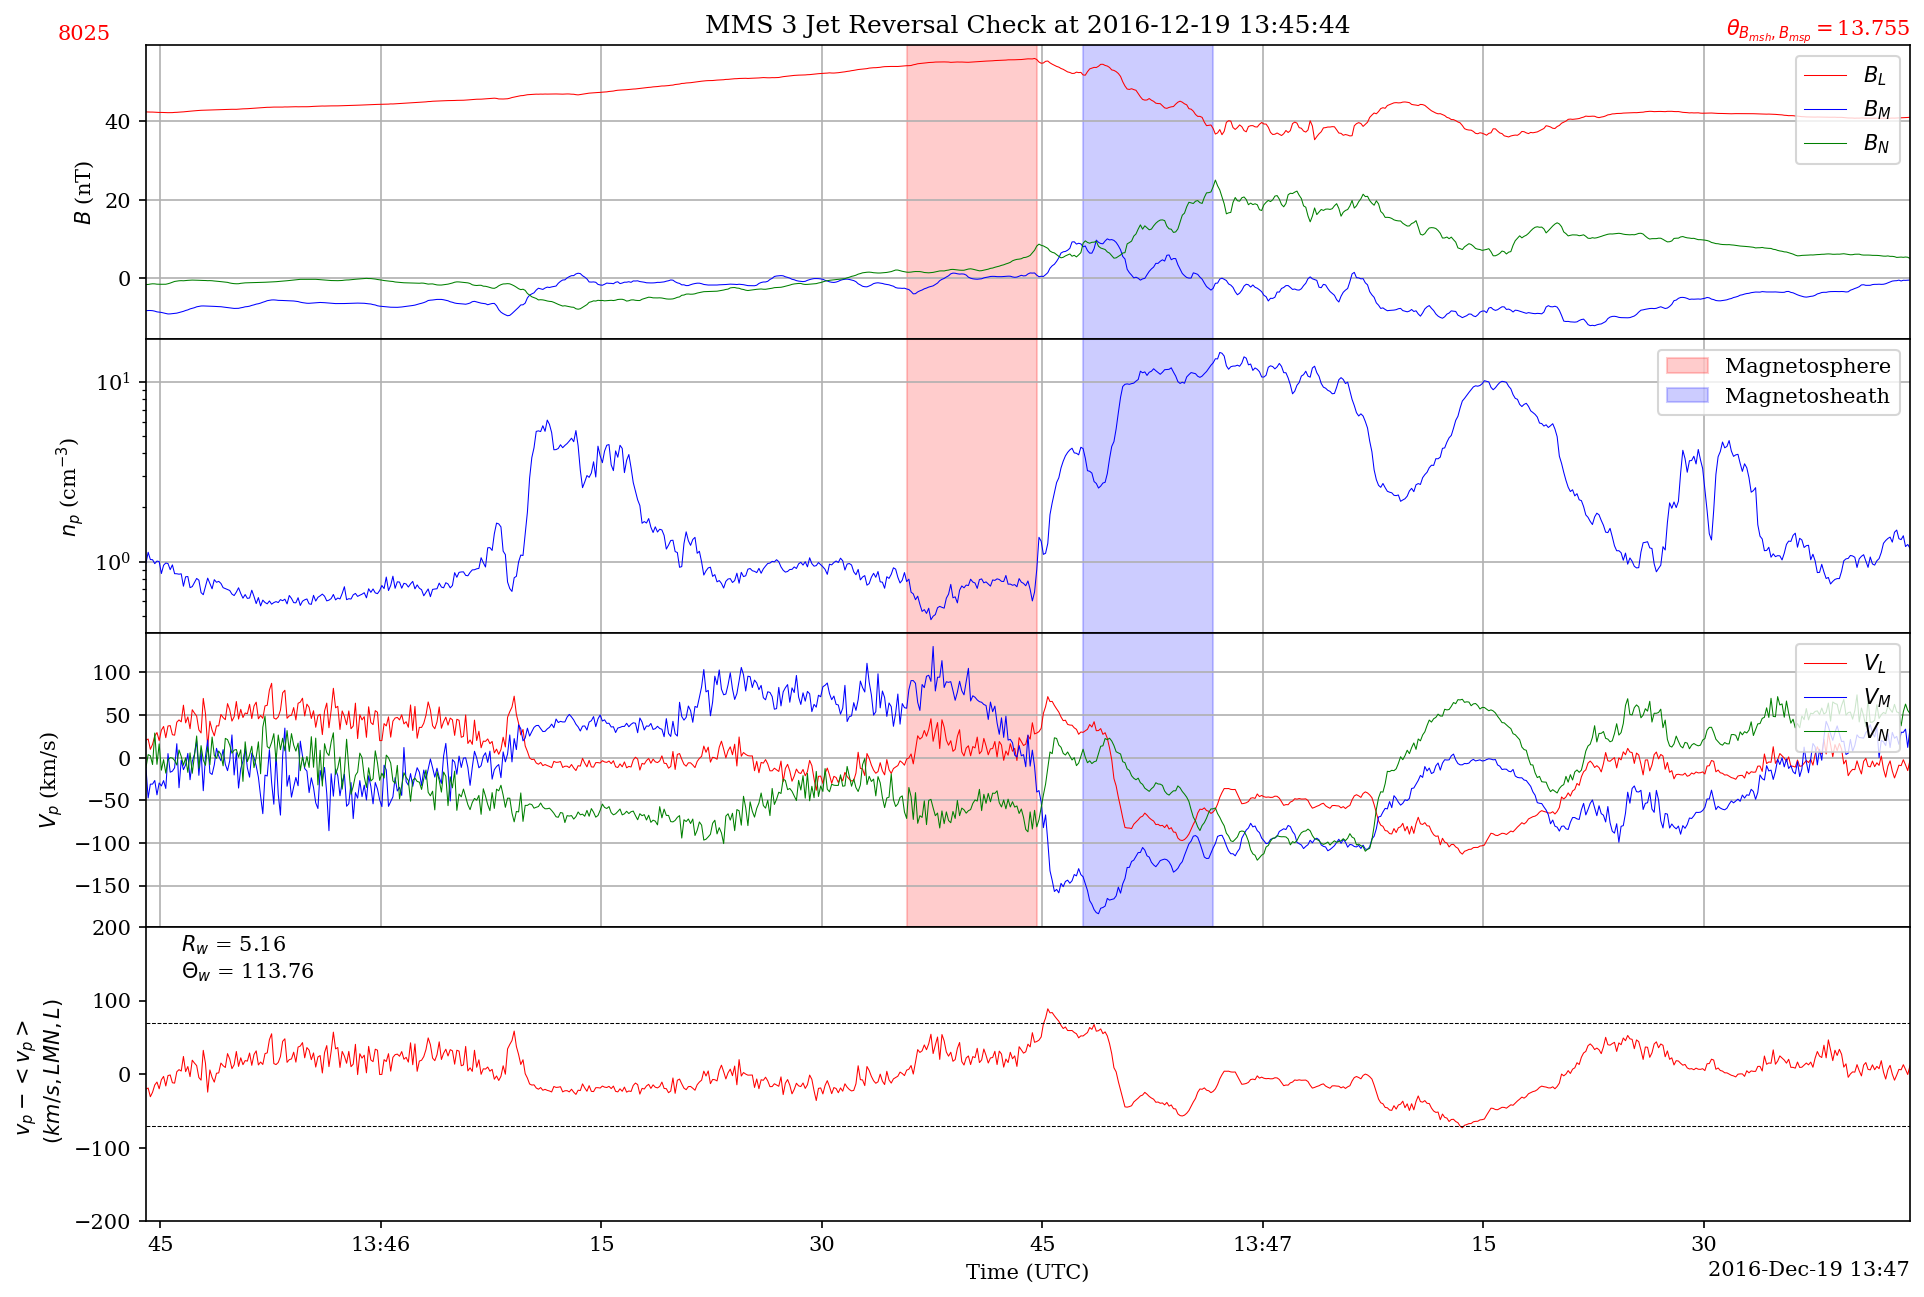 8025
MMS 3 Jet Reversal Check at 2016-12-19 13:45:44
θ_{B_{msh}, B_{msp}} = 13.755
B (nT)
40
20
0
B_L
B_M
B_N
n_p (cm^{-3})
10^1
10^0
Magnetosphere
Magnetosheath
V_p (km/s)
100
50
0
−50
−100
−150
V_L
V_M
V_N
v_p − <v_p>
(km/s, LMN, L)
200
100
0
−100
−200
R_w = 5.16
Θ_w = 113.76
45
13:46
15
30
45
13:47
15
30
Time (UTC)
2016-Dec-19 13:47